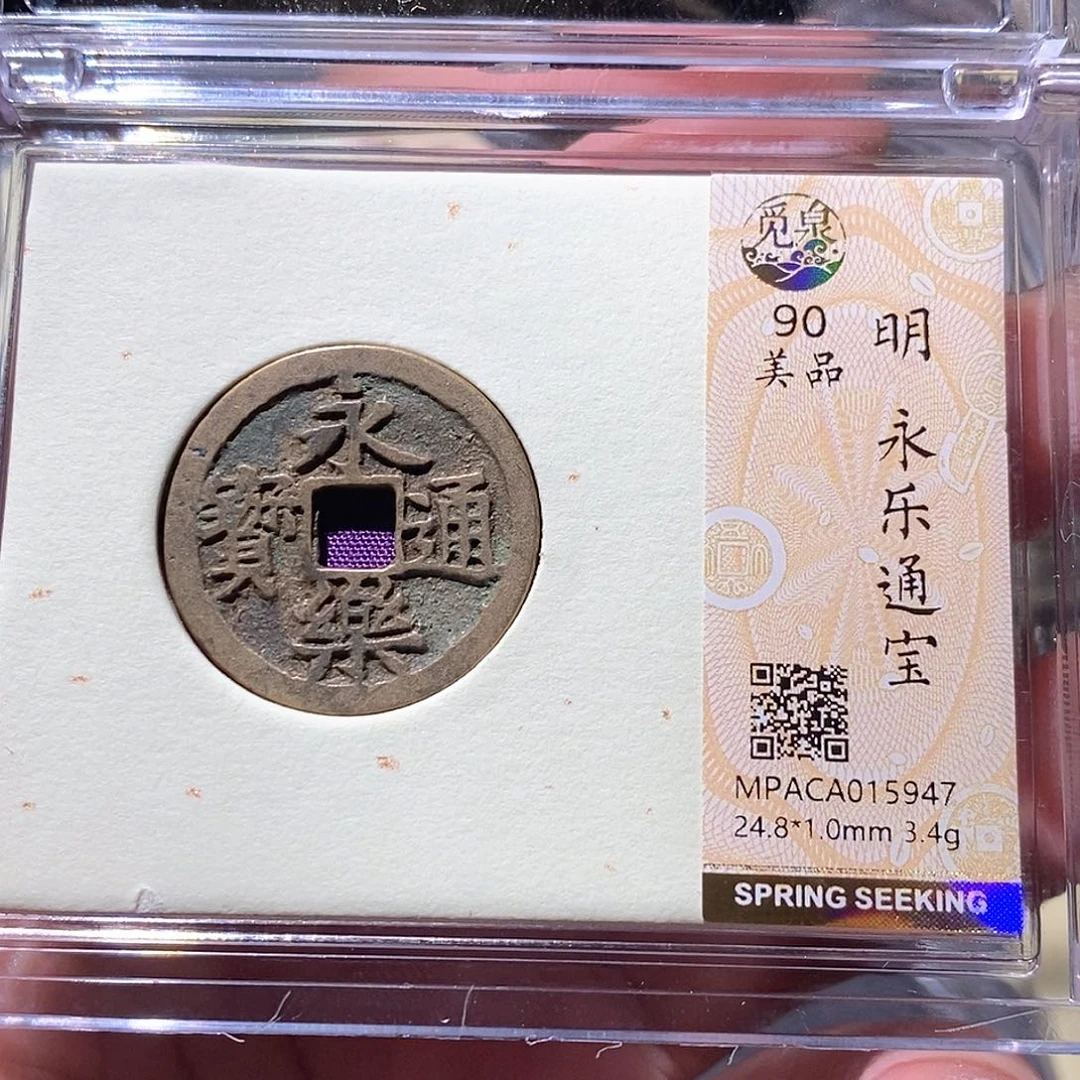 永樂通寶
觅泉
90
美品
明 永乐通宝
MPACA015947
24.8*1.0mm 3.4g
SPRING SEEKING